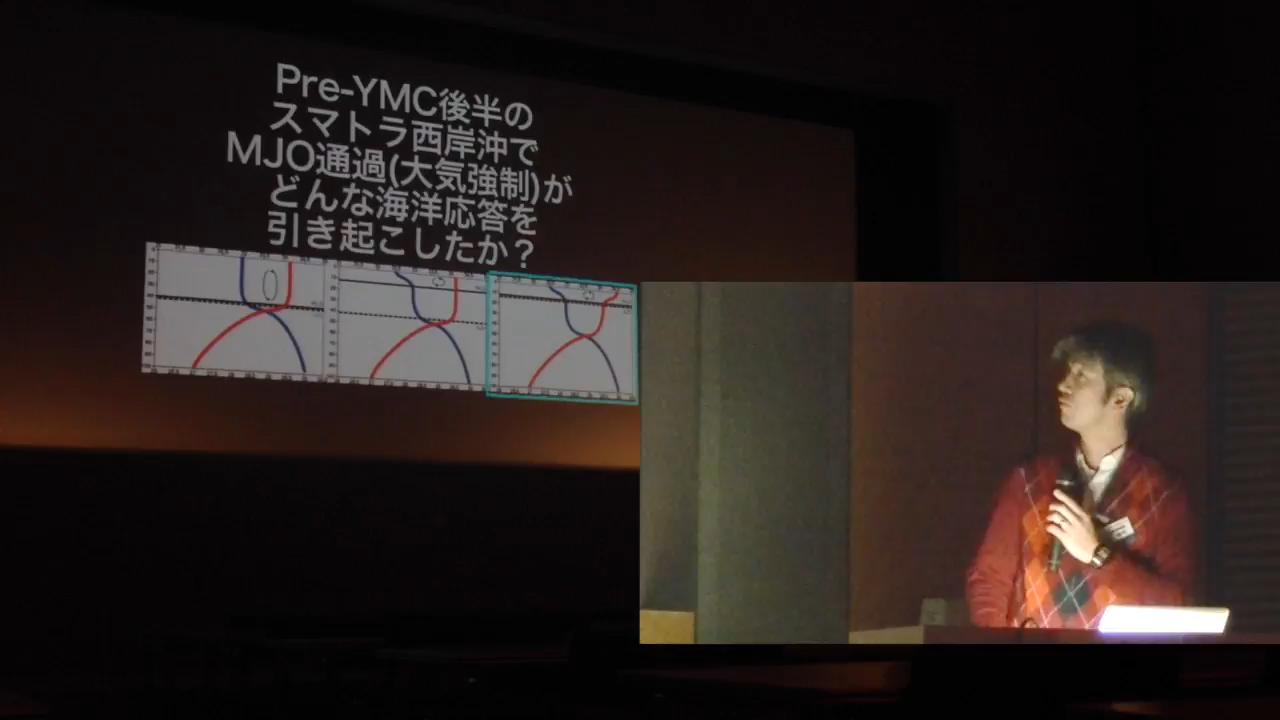 Pre-YMC後半の
スマトラ西岸沖で
MJO通過(大気強制)が
どんな海洋応答を
引き起こしたか？